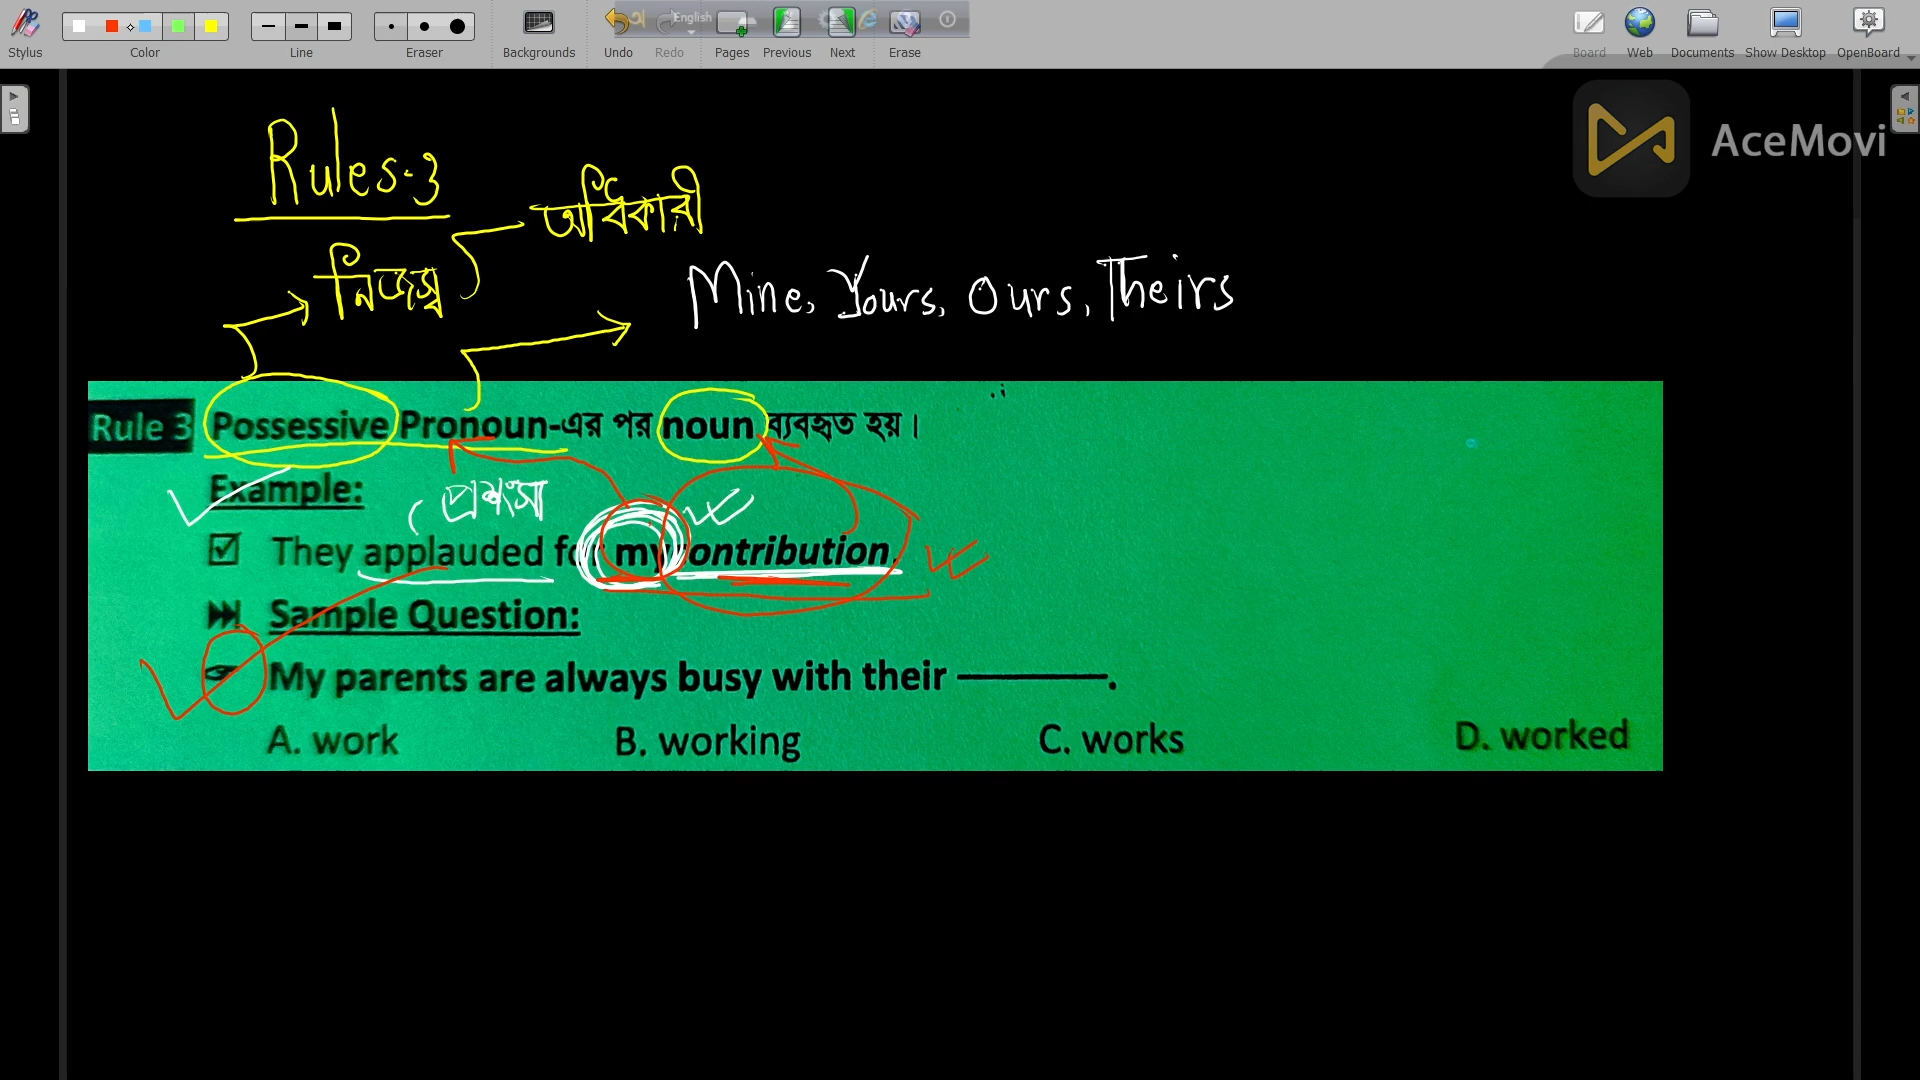 Stylus Color Line Eraser Backgrounds Undo Redo Pages Previous Next Erase Board Web Documents Show Desktop OpenBoard
English
AceMovi
Rules-3
অধিকারী
নিজস্ব
Mine, Yours, Ours, Theirs
Rule 3 Possessive Pronoun-এর পর noun ব্যবহৃত হয়।
Example:
প্রশংসা
They applauded for my contribution.
Sample Question:
My parents are always busy with their ________.
A. work B. working C. works D. worked